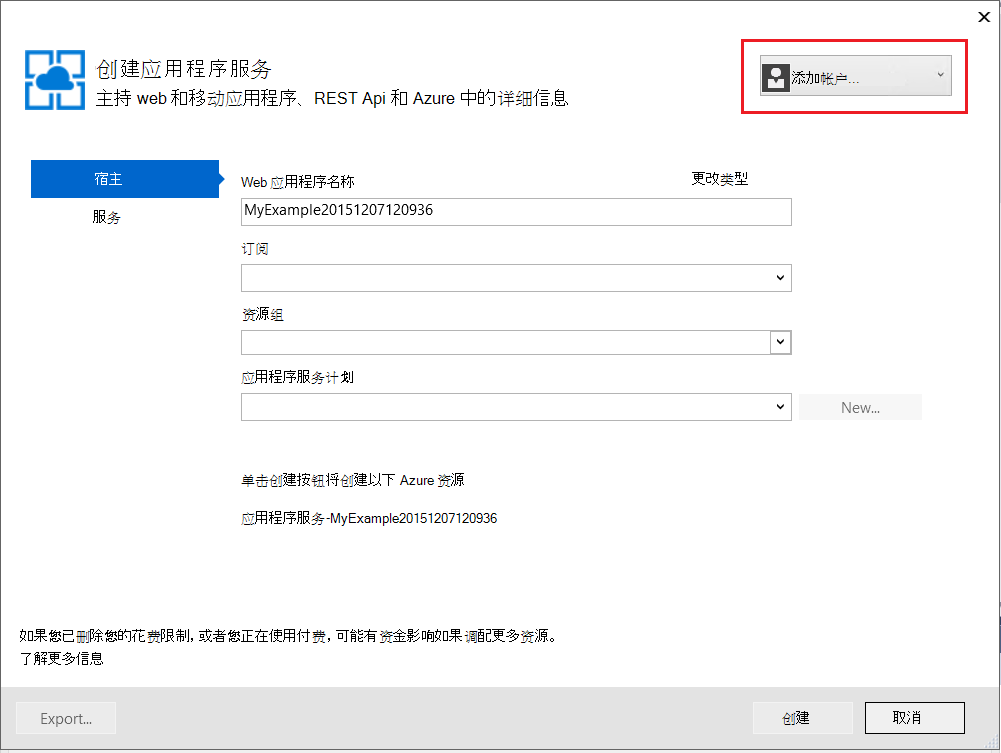 创建应用程序服务
主持 web 和移动应用程序、REST Api 和 Azure 中的详细信息
添加帐户...
宿主
服务
Web 应用程序名称
更改类型
MyExample20151207120936
订阅
资源组
应用程序服务计划
New...
单击创建按钮将创建以下 Azure 资源
应用程序服务-MyExample20151207120936
如果您已删除您的花费限制, 或者您正在使用付费, 可能有资金影响如果调配更多资源。
了解更多信息
Export...
创建
取消